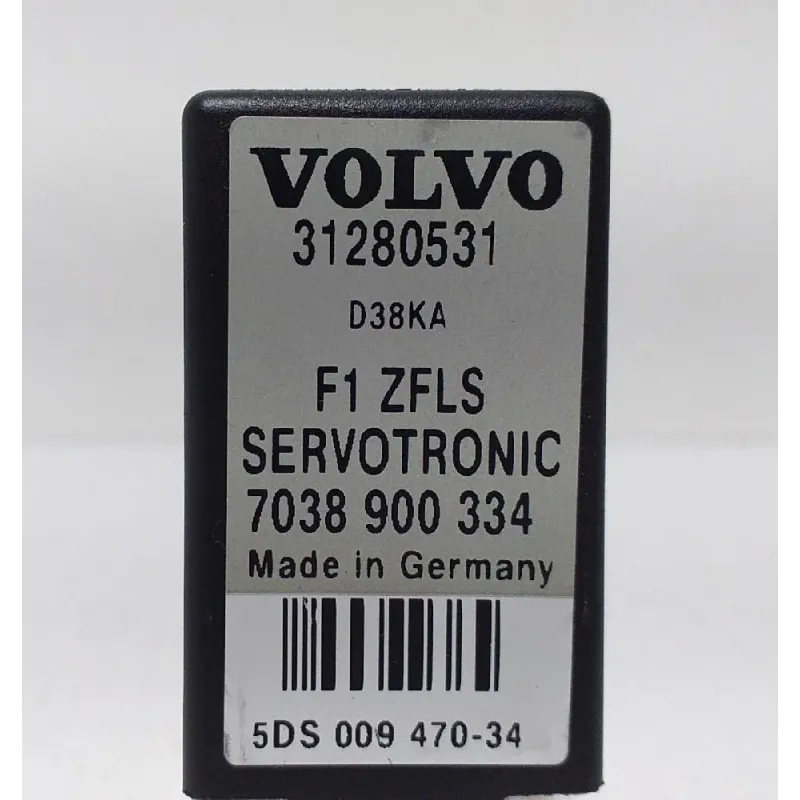 VOLVO
31280531
D38KA
F1 ZFLS
SERVOTRONIC
7038 900 334
Made in Germany
5DS 009 470-34